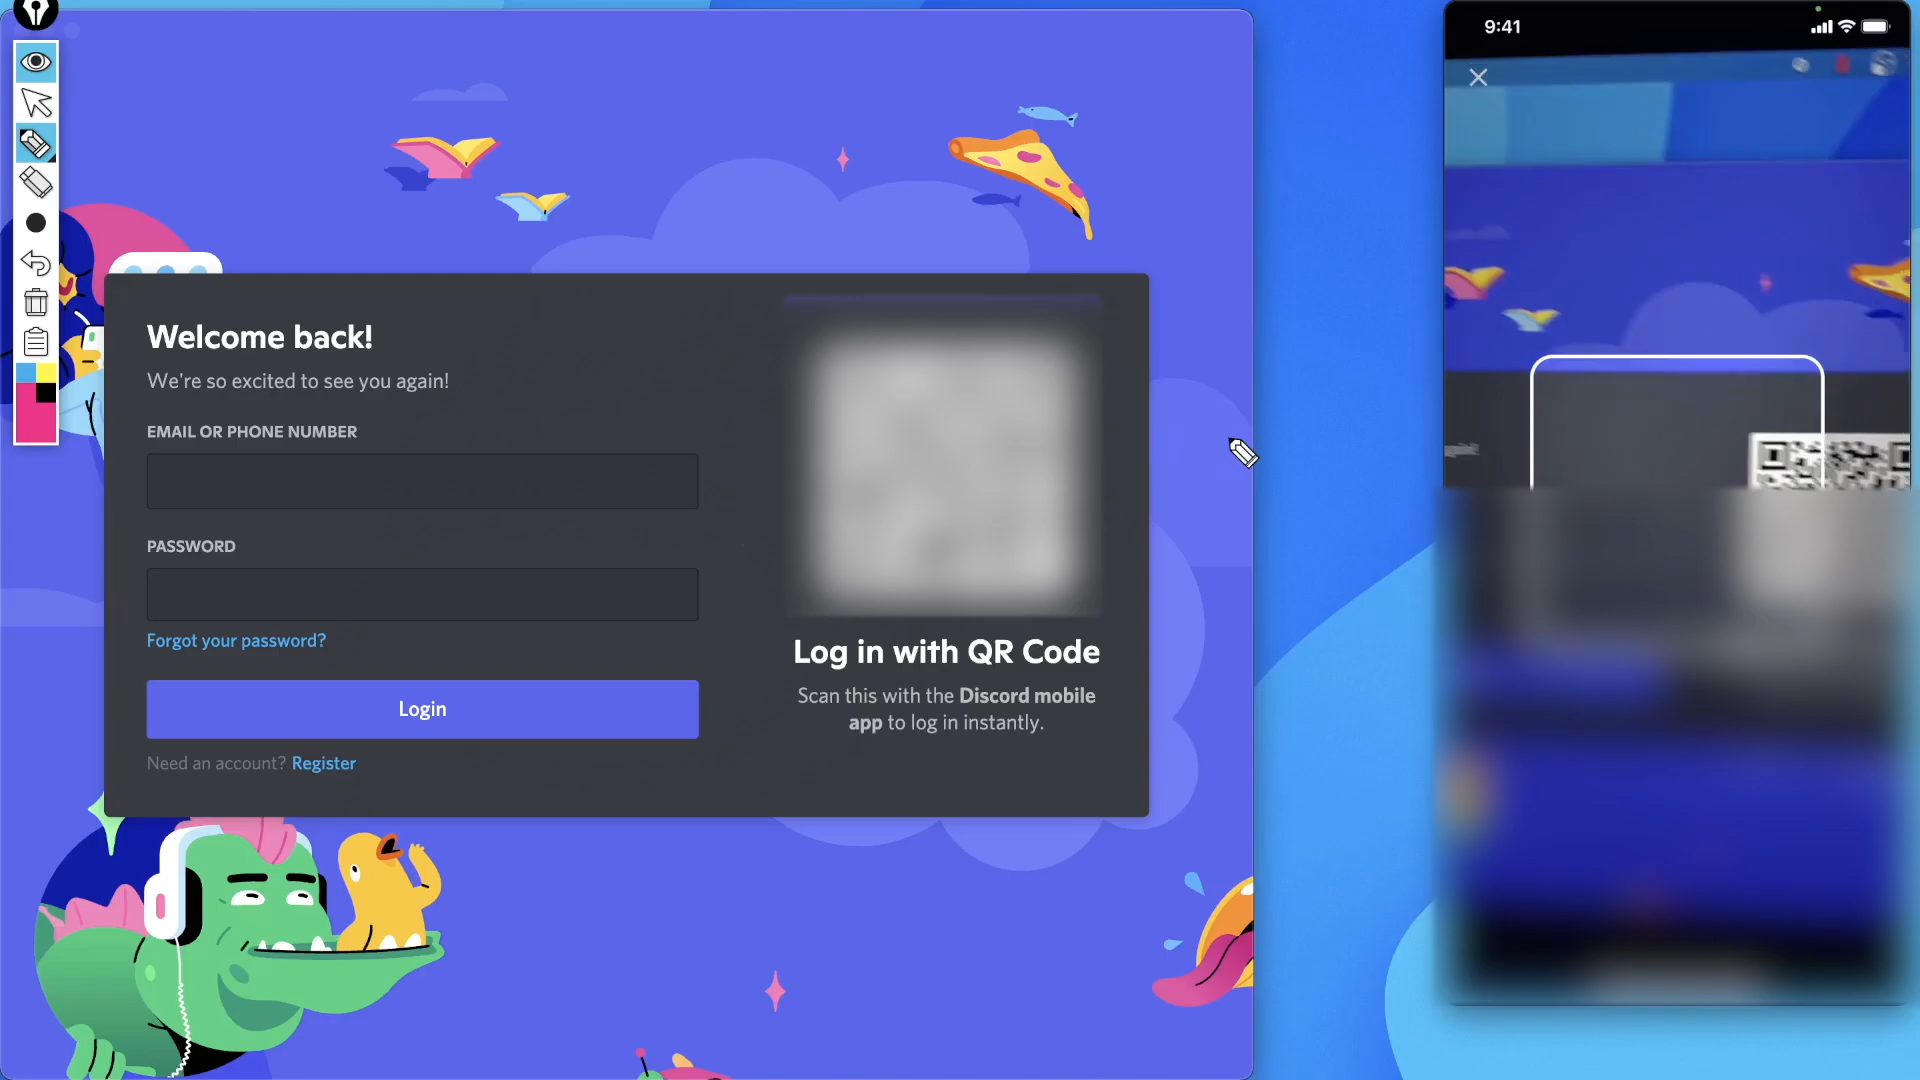 Welcome back!
We're so excited to see you again!
EMAIL OR PHONE NUMBER
PASSWORD
Forgot your password?
Login
Need an account? Register
Log in with QR Code
Scan this with the Discord mobile
app to log in instantly.
9:41